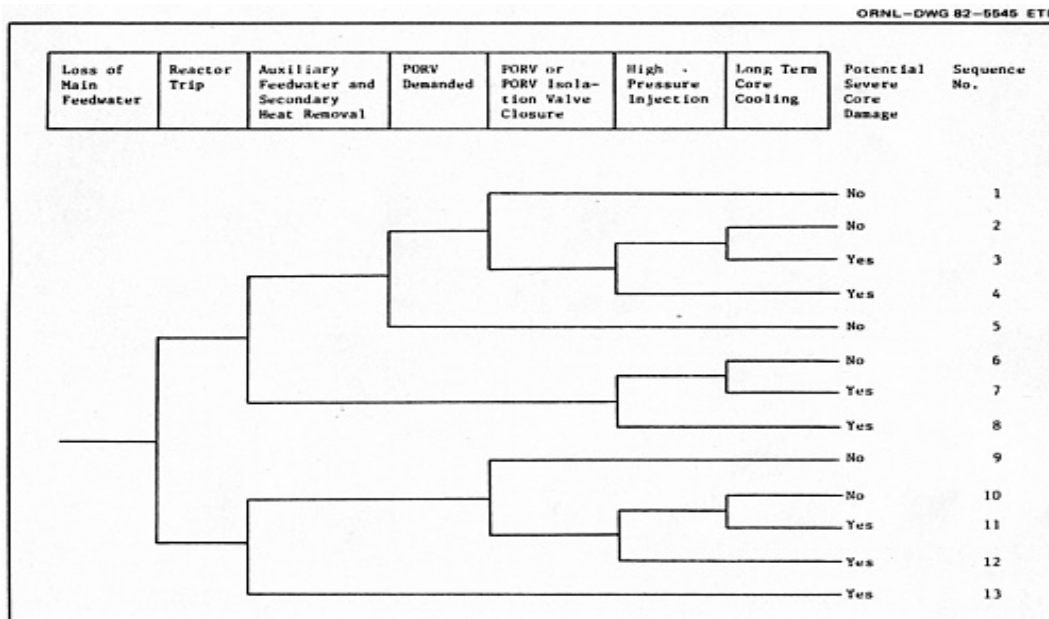 ORNL-DWG 82-5545 ET
Loss of
Main
Feedwater
Reactor
Trip
Auxiliary
Feedwater and
Secondary
Heat Removal
PORV
Demanded
PORV or
PORV Isola-
tion Valve
Closure
High -
Pressure
Injection
Long Term
Core
Cooling
Potential
Severe
Core
Damage
Sequence
No.
No 1
No 2
Yes 3
Yes 4
No 5
No 6
Yes 7
Yes 8
No 9
No 10
Yes 11
Yes 12
Yes 13